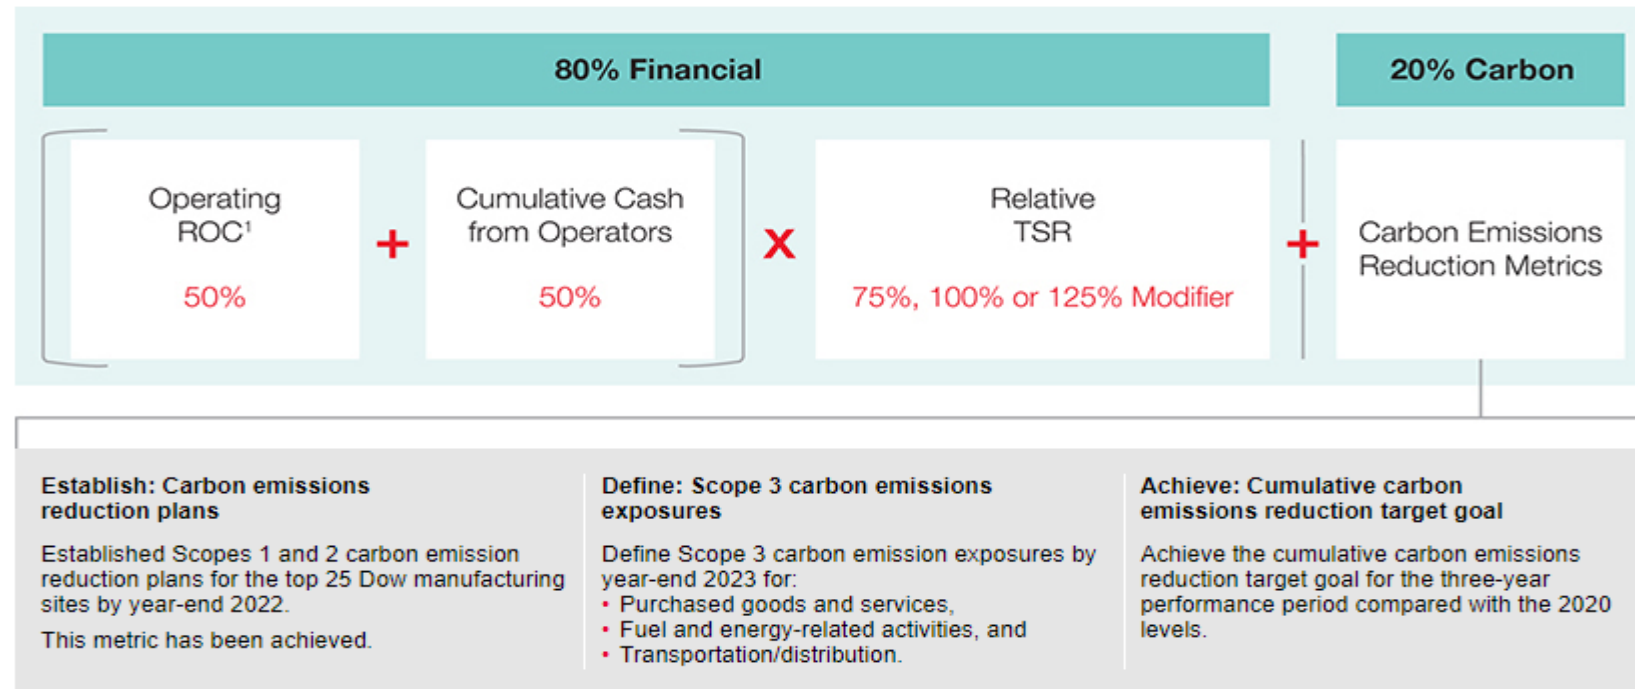 80% Financial
20% Carbon
Operating
ROC¹
50%
+
Cumulative Cash
from Operators
50%
x
Relative
TSR
75%, 100% or 125% Modifier
+
Carbon Emissions
Reduction Metrics
Establish: Carbon emissions
reduction plans
Established Scopes 1 and 2 carbon emission
reduction plans for the top 25 Dow manufacturing
sites by year-end 2022.
This metric has been achieved.
Define: Scope 3 carbon emissions
exposures
Define Scope 3 carbon emission exposures by
year-end 2023 for:
• Purchased goods and services,
• Fuel and energy-related activities, and
• Transportation/distribution.
Achieve: Cumulative carbon
emissions reduction target goal
Achieve the cumulative carbon emissions
reduction target goal for the three-year
performance period compared with the 2020
levels.